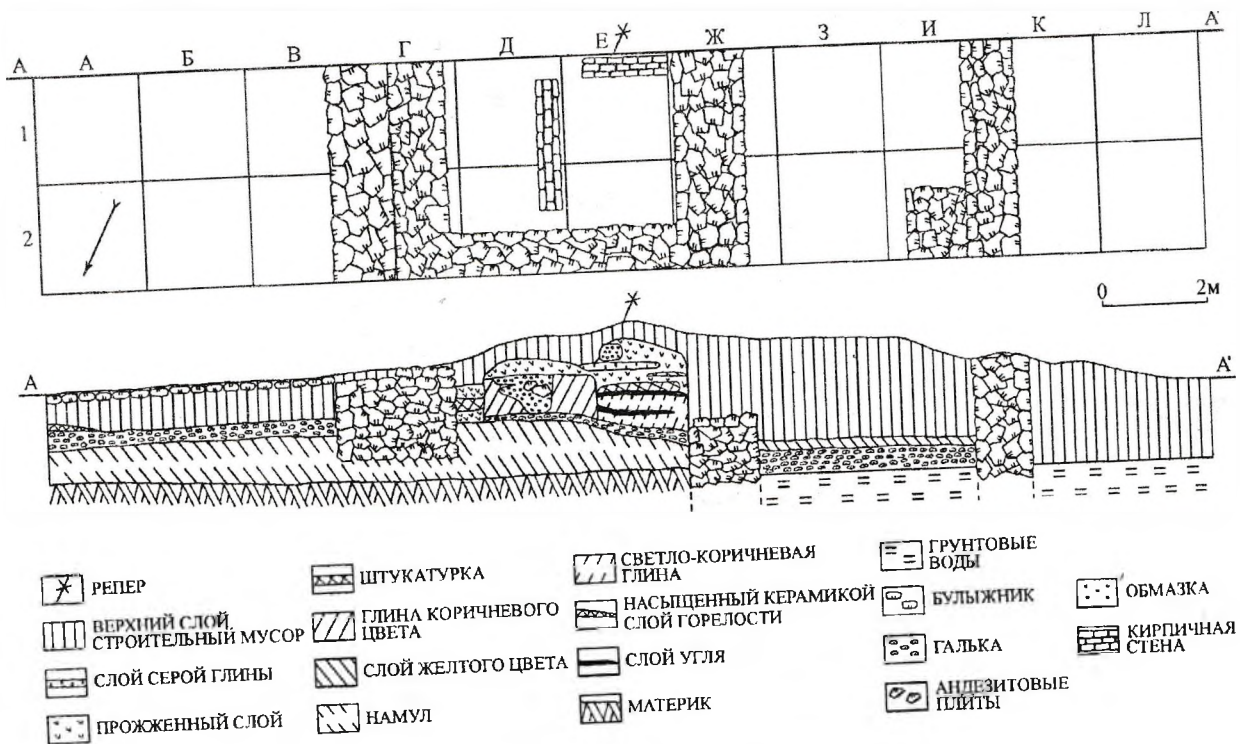 А А Б В Г Д Е Ж З И К Л А'
1
2
0 2м
А А'
РЕПЕР
ВЕРХНИЙ СЛОЙ,
СТРОИТЕЛЬНЫЙ МУСОР
СЛОЙ СЕРОЙ ГЛИНЫ
ПРОЖЖЕННЫЙ СЛОЙ
ШТУКАТУРКА
ГЛИНА КОРИЧНЕВОГО
ЦВЕТА
СЛОЙ ЖЕЛТОГО ЦВЕТА
НАМУЛ
СВЕТЛО-КОРИЧНЕВАЯ
ГЛИНА
НАСЫЩЕННЫЙ КЕРАМИКОЙ
СЛОЙ ГОРЕЛОСТИ
СЛОЙ УГЛЯ
МАТЕРИК
ГРУНТОВЫЕ
ВОДЫ
БУЛЫЖНИК
ГАЛЬКА
АНДЕЗИТОВЫЕ
ПЛИТЫ
ОБМАЗКА
КИРПИЧНАЯ
СТЕНА